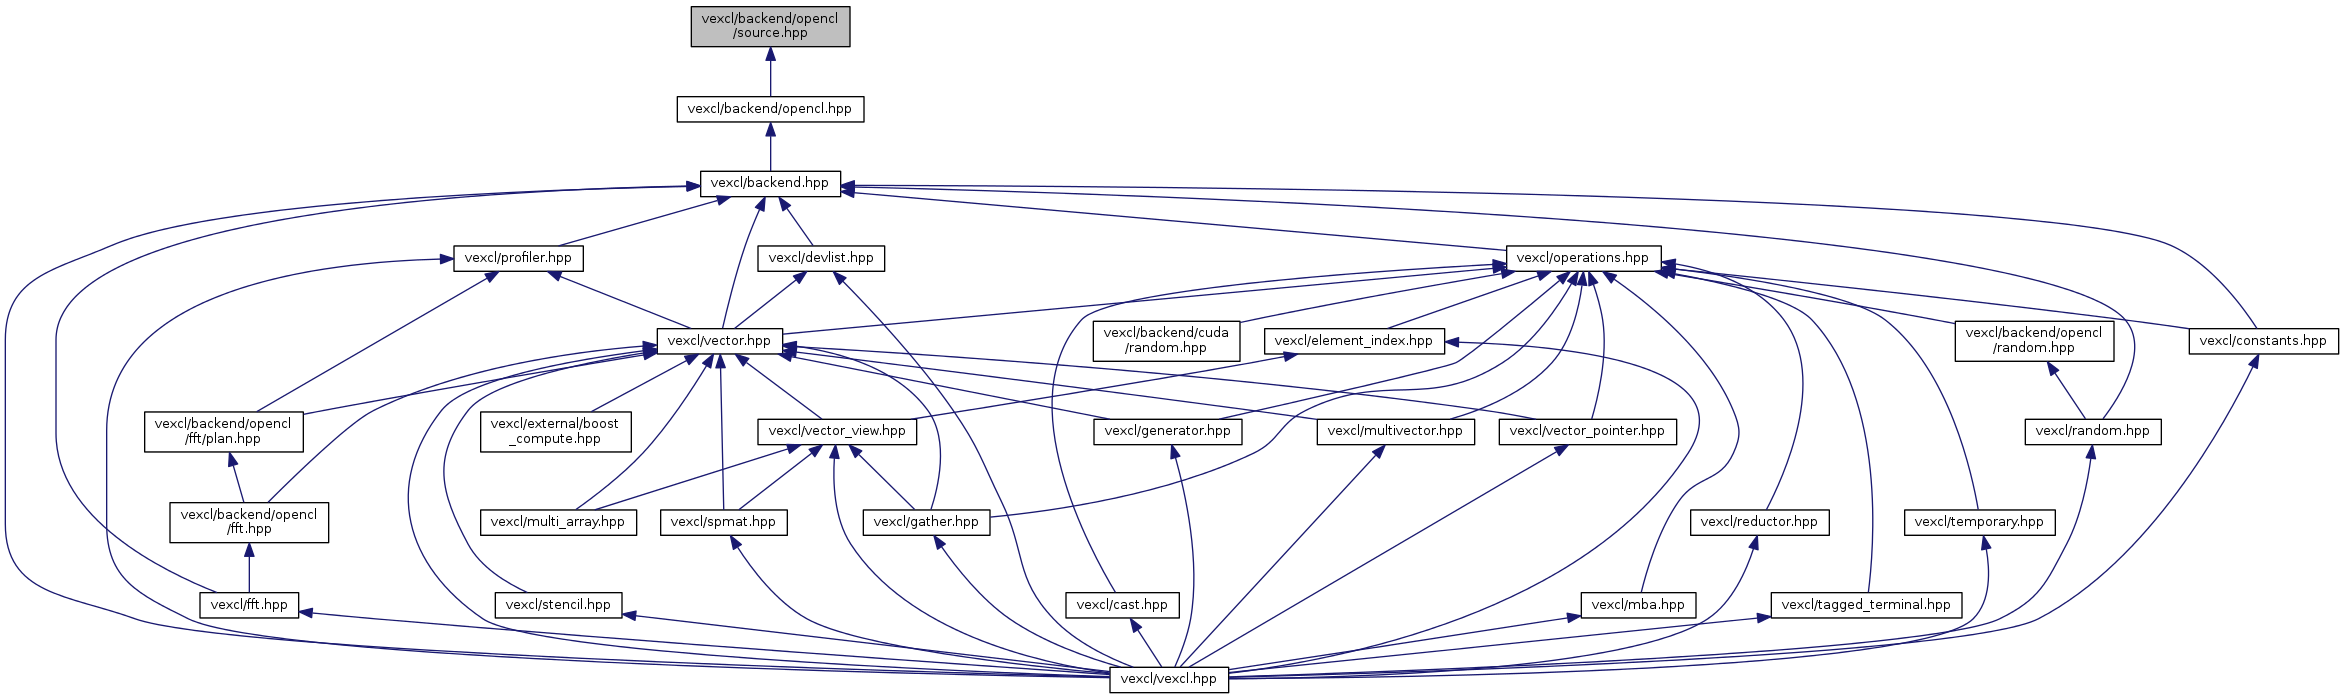 vexcl/backend/opencl
/source.hpp
vexcl/backend/opencl.hpp
vexcl/backend.hpp
vexcl/profiler.hpp
vexcl/devlist.hpp
vexcl/operations.hpp
vexcl/vector.hpp
vexcl/backend/cuda
/random.hpp
vexcl/element_index.hpp
vexcl/backend/opencl
/random.hpp
vexcl/constants.hpp
vexcl/backend/opencl
/fft/plan.hpp
vexcl/external/boost
_compute.hpp
vexcl/vector_view.hpp
vexcl/generator.hpp
vexcl/multivector.hpp
vexcl/vector_pointer.hpp
vexcl/random.hpp
vexcl/backend/opencl
/fft.hpp
vexcl/multi_array.hpp
vexcl/spmat.hpp
vexcl/gather.hpp
vexcl/reductor.hpp
vexcl/temporary.hpp
vexcl/fft.hpp
vexcl/stencil.hpp
vexcl/cast.hpp
vexcl/mba.hpp
vexcl/tagged_terminal.hpp
vexcl/vexcl.hpp